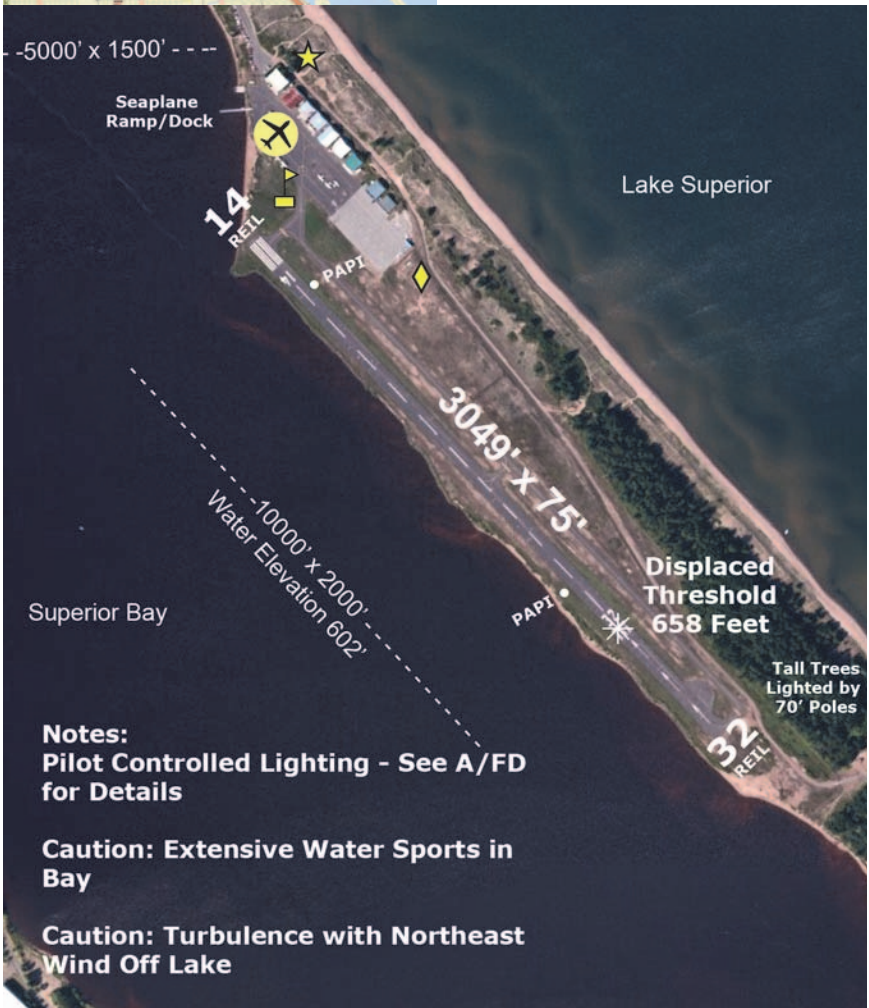 - -5000’ x 1500’ - - - -
Seaplane
Ramp/Dock
Lake Superior
14
REIL
14
PAPI
3049' x 75'
10000’ x 2000’
Water Elevation 602’
Displaced
Threshold
658 Feet
Superior Bay
PAPI
32
Tall Trees
Lighted by
70’ Poles
32
REIL
Notes:
Pilot Controlled Lighting - See A/FD
for Details
Caution: Extensive Water Sports in
Bay
Caution: Turbulence with Northeast
Wind Off Lake